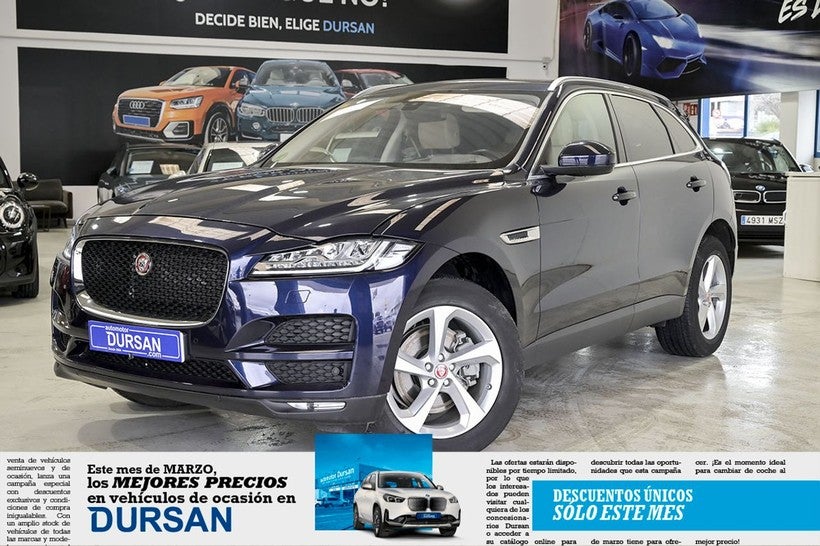 DECIDE BIEN, ELIGE DURSAN
ES
4931 MSZ
automotor
DURSAN
.com
venta de vehículos
seminuevos y de
ocasión, lanza una
campaña especial
con descuentos
exclusivos y condi-
ciones de compra
inigualables. Con
un amplio stock de
vehículos de todas
las marcas y mode-
Este mes de MARZO,
los MEJORES PRECIOS
en vehículos de ocasión en
DURSAN
Dursan
Las ofertas estarán dispo-
nibles por tiempo limitado,
por lo que
los interesa-
dos pueden
visitar cual-
quiera de los
concesiona-
rios Dursan
o acceder a
su catálogo online para
descubrir todas las oportu-
nidades que esta campaña
de marzo tiene para ofre-
cer. ¡Es el momento ideal
para cambiar de coche al
mejor precio!
DESCUENTOS ÚNICOS
SÓLO ESTE MES